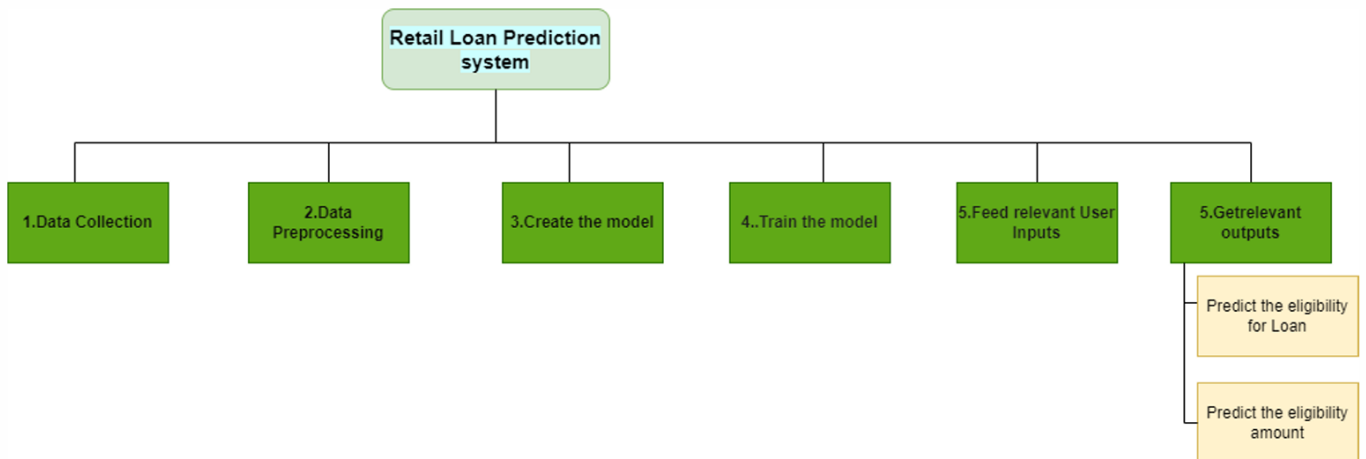 Retail Loan Prediction
system
1.Data Collection
2.Data
Preprocessing
3.Create the model
4..Train the model
5.Feed relevant User
Inputs
5.Getrelevant
outputs
Predict the eligibility
for Loan
Predict the eligibility
amount